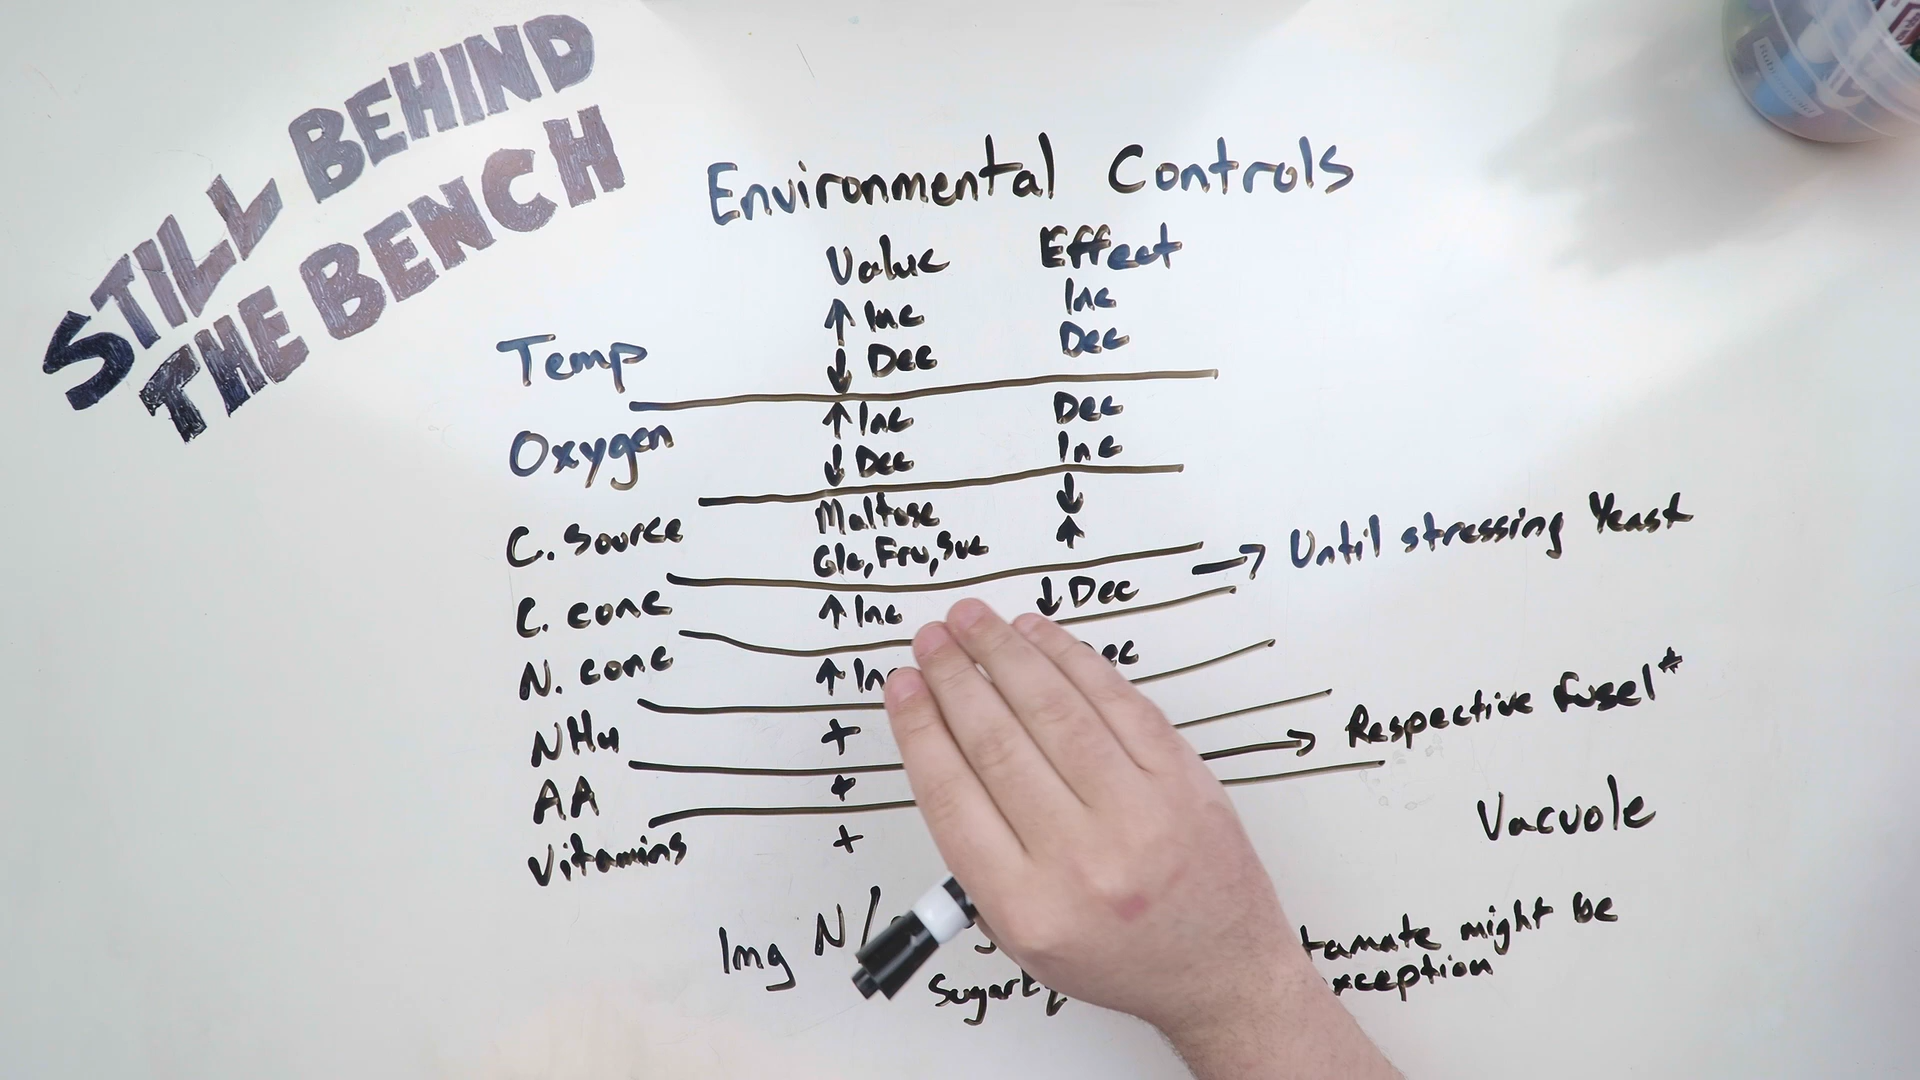 STILL BEHIND
THE BENCH
Environmental Controls
Value Effect
Temp ↑ Inc Inc
↓ Dec Dec
Oxygen ↑ Inc Dec
↓ Dec Inc
C. Source Maltose ↓
Glc, Fru, Suc ↑
→ Until stressing Yeast
C. conc ↑ Inc ↓ Dec
N. conc ↑ Inc Dec
NH4 +
→ Respective Fusel*
AA +
Vitamins +
Vacuole
1mg N/
tamate might be
Sugar xception